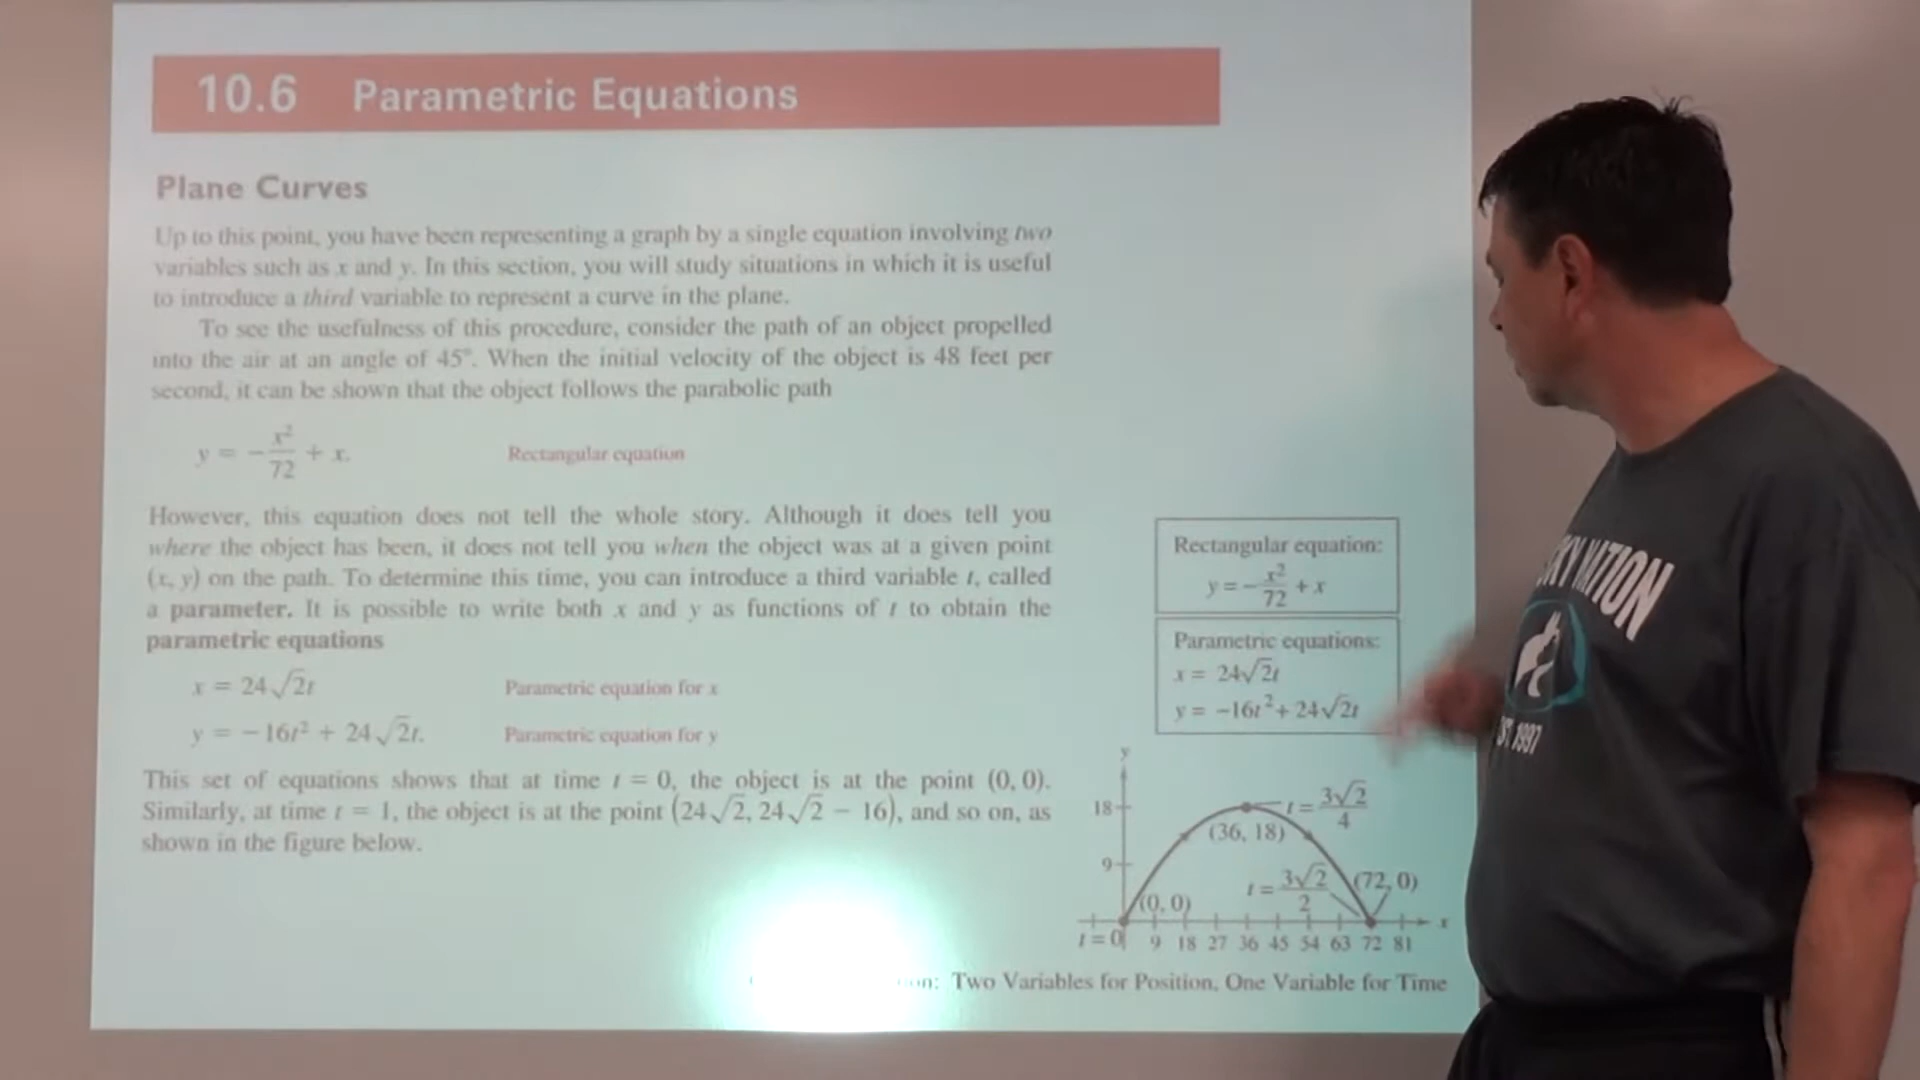 10.6 Parametric Equations
Plane Curves
Up to this point, you have been representing a graph by a single equation involving two
variables such as x and y. In this section, you will study situations in which it is useful
to introduce a third variable to represent a curve in the plane.
To see the usefulness of this procedure, consider the path of an object propelled
into the air at an angle of 45°. When the initial velocity of the object is 48 feet per
second, it can be shown that the object follows the parabolic path
y = -x²/72 + x. Rectangular equation
However, this equation does not tell the whole story. Although it does tell you
where the object has been, it does not tell you when the object was at a given point
(x, y) on the path. To determine this time, you can introduce a third variable t, called
a parameter. It is possible to write both x and y as functions of t to obtain the
parametric equations
x = 24√2t Parametric equation for x
y = -16t² + 24√2t. Parametric equation for y
This set of equations shows that at time t = 0, the object is at the point (0, 0).
Similarly, at time t = 1, the object is at the point (24√2, 24√2 - 16), and so on, as
shown in the figure below.
Rectangular equation:
y = -x²/72 + x
Parametric equations:
x = 24√2t
y = -16t² + 24√2t
y
18
t = 3√2/4
(36, 18)
9
t = 3√2/2
(72, 0)
(0, 0)
x
t = 0
9 18 27 36 45 54 63 72 81
Two Variables for Position, One Variable for Time
NATION
1997